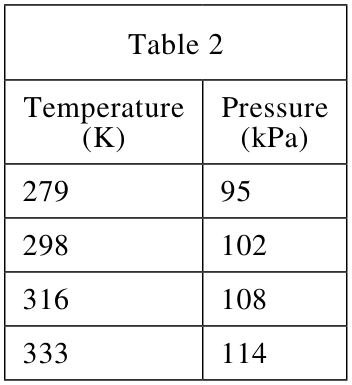 Table 2
Temperature Pressure
(K) (kPa)
279 95
298 102
316 108
333 114